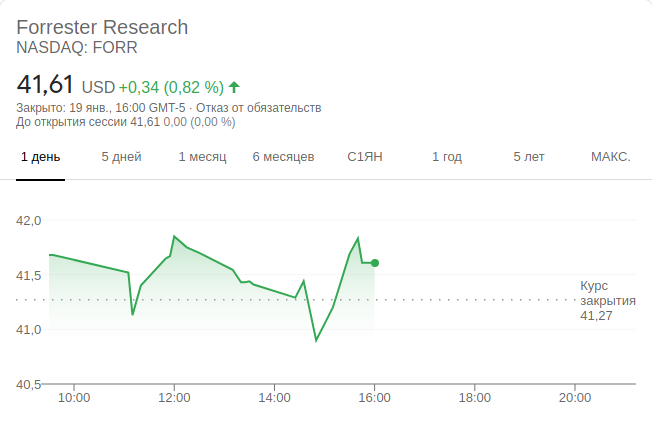 Forrester Research
NASDAQ: FORR
41,61 USD +0,34 (0,82 %)
Закрыто: 19 янв., 16:00 GMT-5 · Отказ от обязательств
До открытия сессии 41,61 0,00 (0,00 %)
1 день 5 дней 1 месяц 6 месяцев С1ЯН 1 год 5 лет МАКС.
42,0
41,5
Курс
закрытия
41,27
41,0
40,5
10:00 12:00 14:00 16:00 18:00 20:00